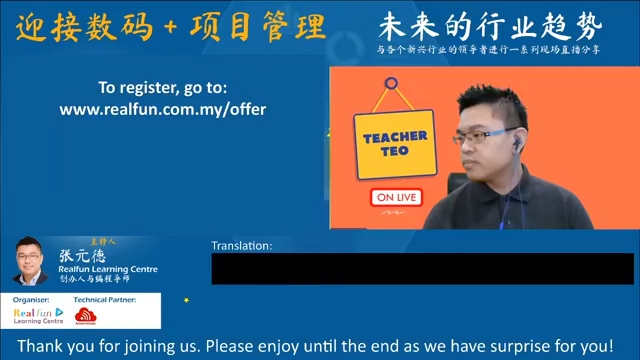 迎接数码 + 项目管理
未来的行业趋势
与各个新兴行业的领导者进行一系列现场直播分享
To register, go to:
www.realfun.com.my/offer
TEACHER
TEO
ON LIVE
主持人
张元德
Realfun Learning Centre
创办人与编程导师
Translation:
Organiser:
Technical Partner:
Realfun
Learning Centre
Thank you for joining us. Please enjoy until the end as we have surprise for you!